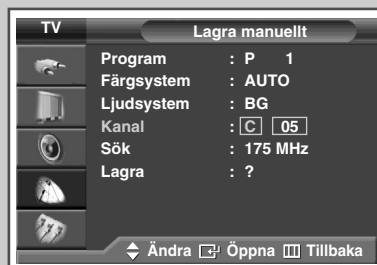 TV
Lagra manuellt
Program : P 1
Färgsystem : AUTO
Ljudsystem : BG
Kanal : C 05
Sök : 175 MHz
Lagra : ?
Ändra Öppna Tillbaka